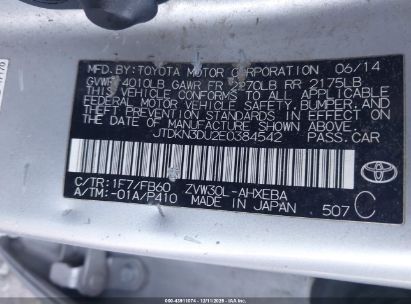 MFD. BY: TOYOTA MOTOR CORPORATION 06/14
GVWR 4010LB GAWR FR 2270LB RR 2175LB
THIS VEHICLE CONFORMS TO ALL APPLICABLE
FEDERAL MOTOR VEHICLE SAFETY, BUMPER, AND
THEFT PREVENTION STANDARDS IN EFFECT ON
THE DATE OF MANUFACTURE SHOWN ABOVE.
JTDKN3DU2E0384542 PASS.CAR
C/TR:1F7/FB60 ZVW30L-AHXEBA
A/TM:-01A/P410 MADE IN JAPAN 507 C
TOYOTA